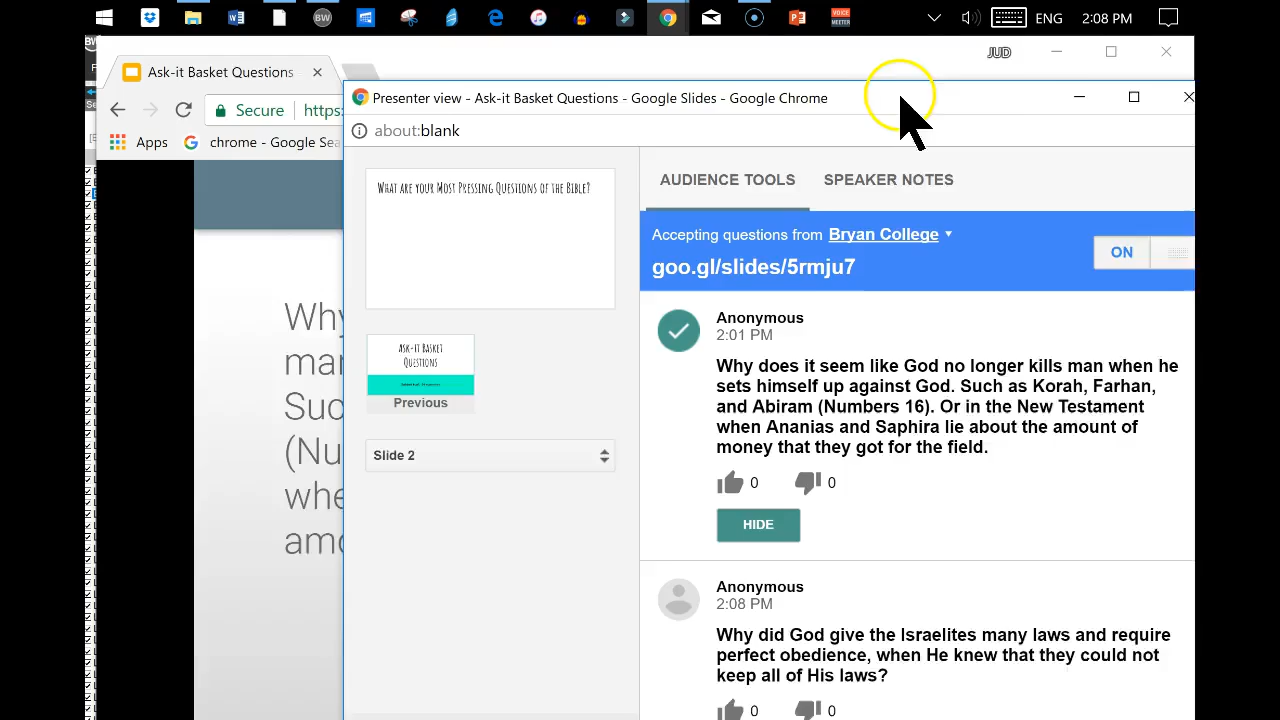 BW
VOICE
MEETER
ENG
2:08 PM
JUD
Ask-it Basket Questions
Presenter view - Ask-it Basket Questions - Google Slides - Google Chrome
Secure
https:
about:blank
Apps
chrome - Google Sea
What are your Most Pressing Questions of the Bible?
AUDIENCE TOOLS
SPEAKER NOTES
Accepting questions from Bryan College
goo.gl/slides/5rmju7
ON
Ask-it Basket
Questions
Previous
Slide 2
Anonymous
2:01 PM
Why does it seem like God no longer kills man when he
sets himself up against God. Such as Korah, Farhan,
and Abiram (Numbers 16). Or in the New Testament
when Ananias and Saphira lie about the amount of
money that they got for the field.
0
0
HIDE
Anonymous
2:08 PM
Why did God give the Israelites many laws and require
perfect obedience, when He knew that they could not
keep all of His laws?
0
0
Why
man
Suc
(Nu
whe
amo